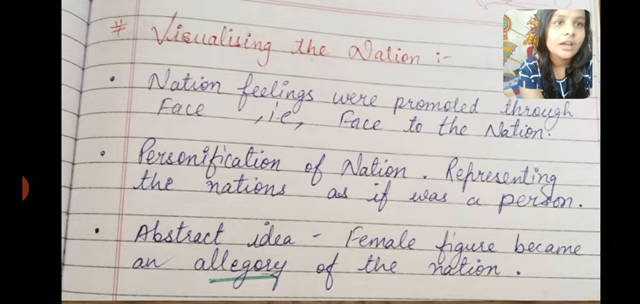 # Visualising the Nation :-
• Nation feelings were promoted through
Face , i.e, Face to the Nation.
• Personification of Nation. Representing
the nations as if was a person.
• Abstract idea - Female figure became
an allegory of the nation.